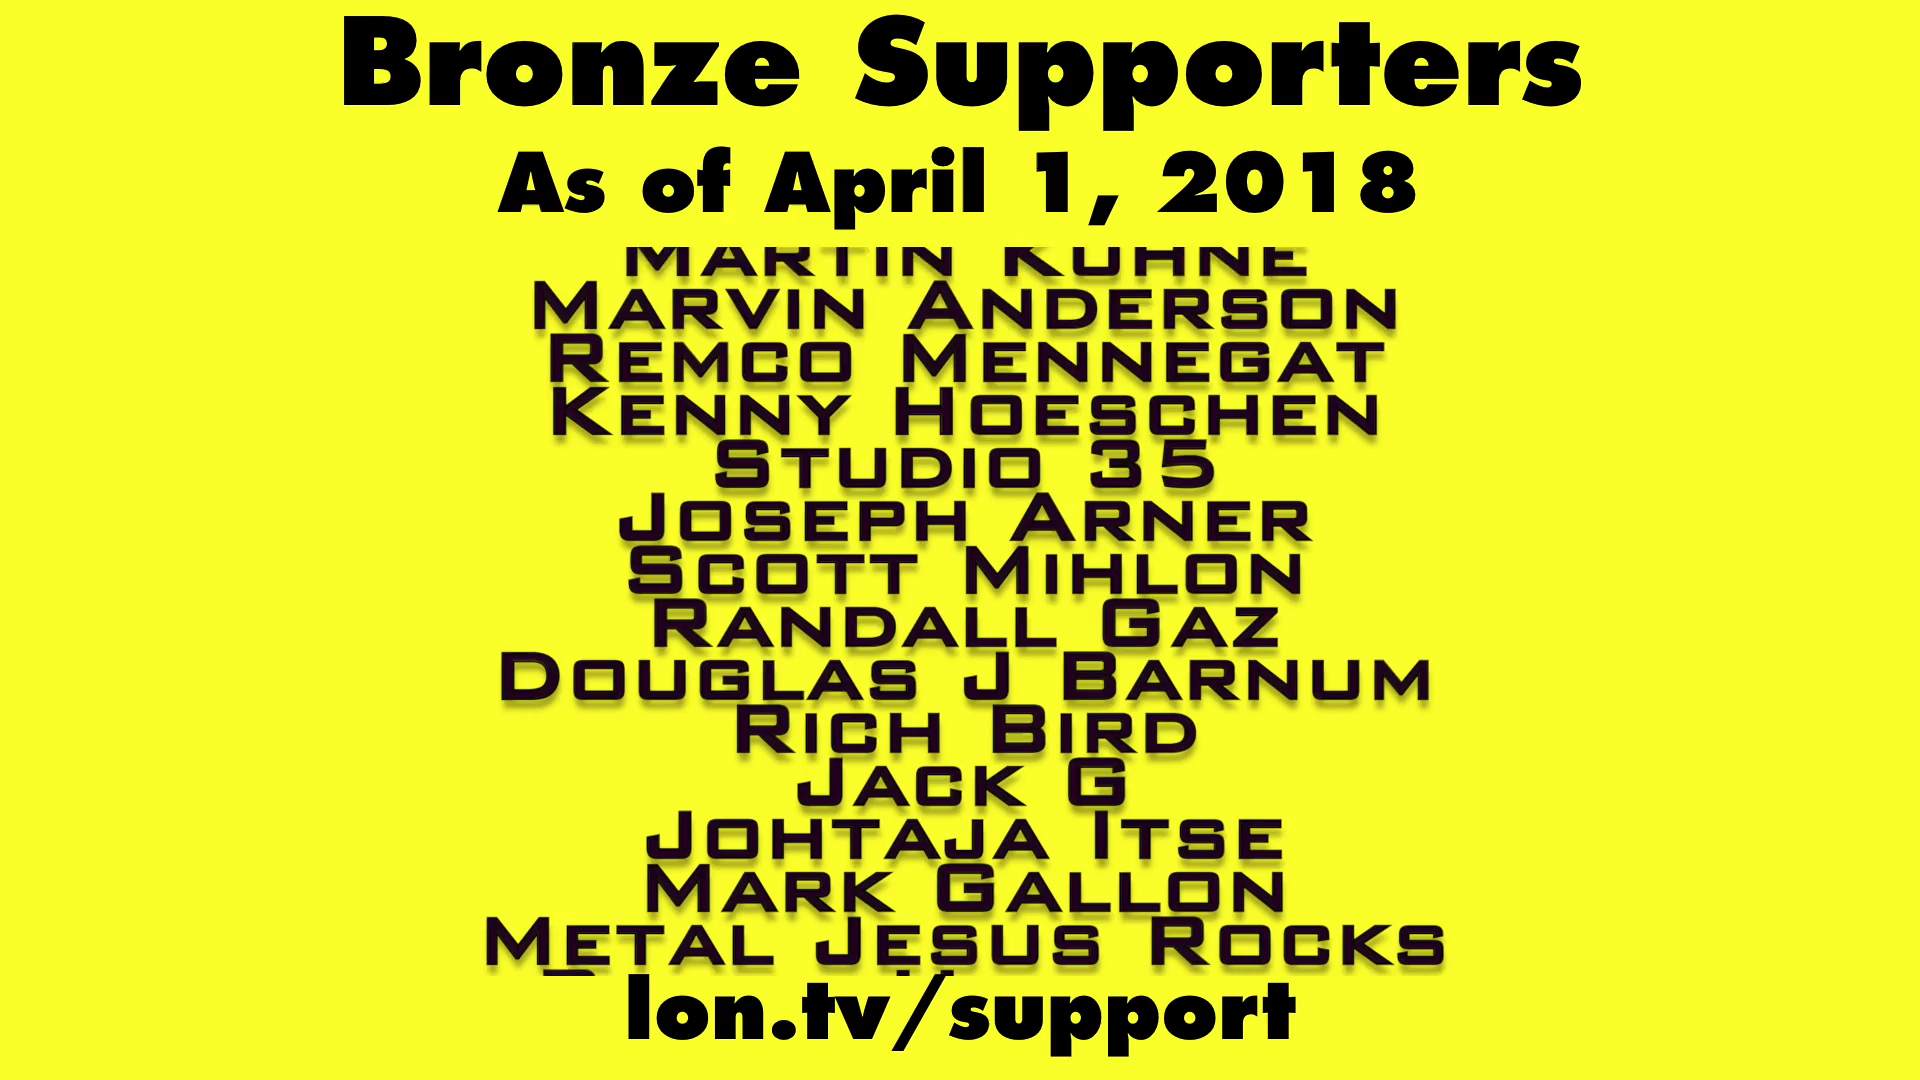 Bronze Supporters
As of April 1, 2018
Martin Kuhne
Marvin Anderson
Remco Mennegat
Kenny Hoeschen
Studio 35
Joseph Arner
Scott Mihlon
Randall Gaz
Douglas J Barnum
Rich Bird
Jack G
Johtaja Itse
Mark Gallon
Metal Jesus Rocks
lon.tv/support